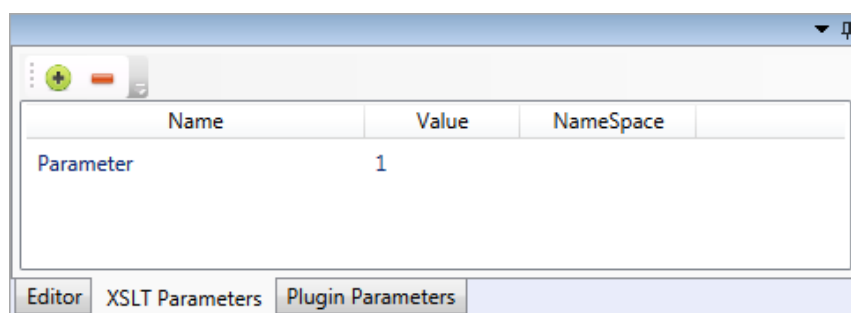 Name Value NameSpace
Parameter 1
Editor XSLT Parameters Plugin Parameters